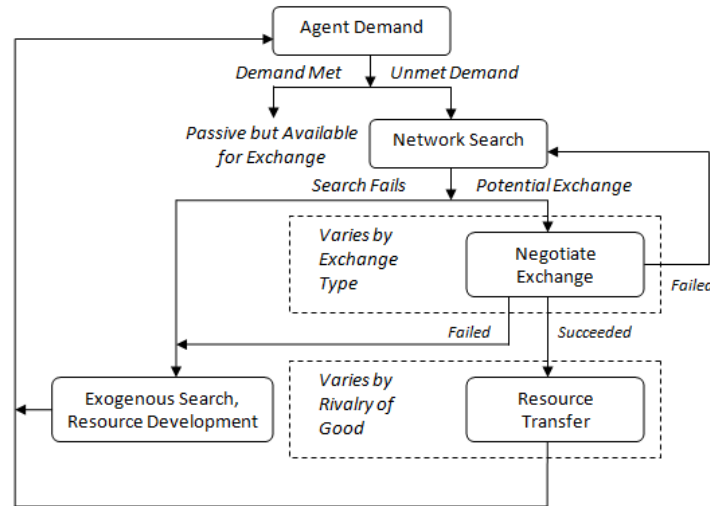 Agent Demand
Demand Met
Unmet Demand
Passive but Available
for Exchange
Network Search
Search Fails
Potential Exchange
Varies by
Exchange
Type
Negotiate
Exchange
Failed
Failed
Succeeded
Exogenous Search,
Resource Development
Varies by
Rivalry of
Good
Resource
Transfer